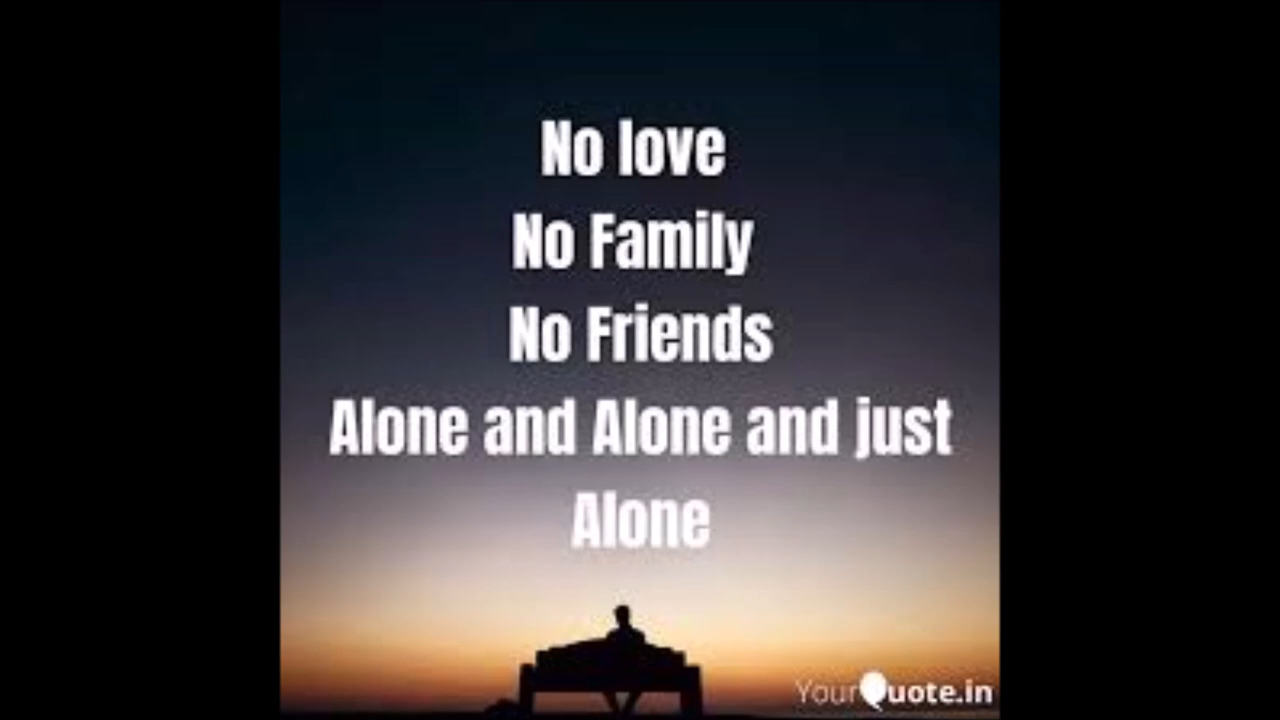 No love
No Family
No Friends
Alone and Alone and just
Alone
YourQuote.in